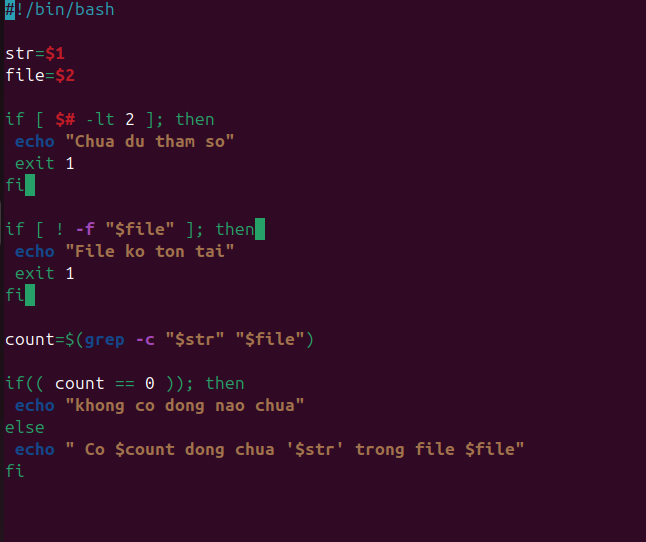 #!/bin/bash
str=$1
file=$2
if [ $# -lt 2 ]; then
 echo "Chua du tham so"
 exit 1
fi
if [ ! -f "$file" ]; then
 echo "File ko ton tai"
 exit 1
fi
count=$(grep -c "$str" "$file")
if(( count == 0 )); then
 echo "khong co dong nao chua"
else
 echo " Co $count dong chua '$str' trong file $file"
fi